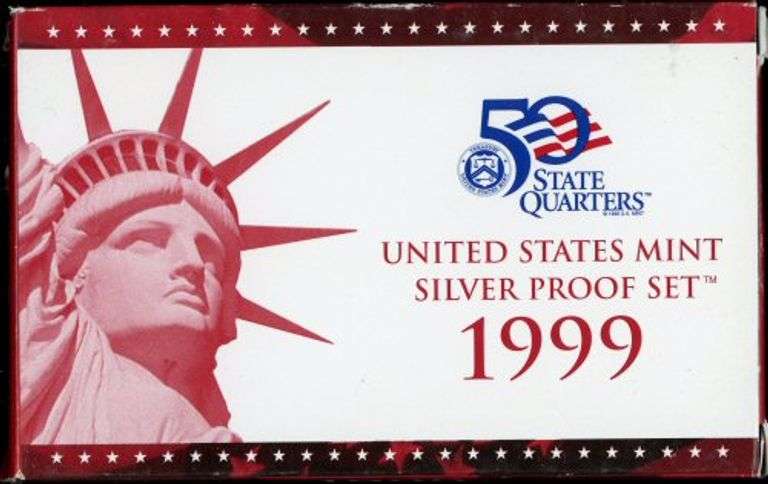 50
STATE
QUARTERS™
UNITED STATES MINT
SILVER PROOF SET™
1999